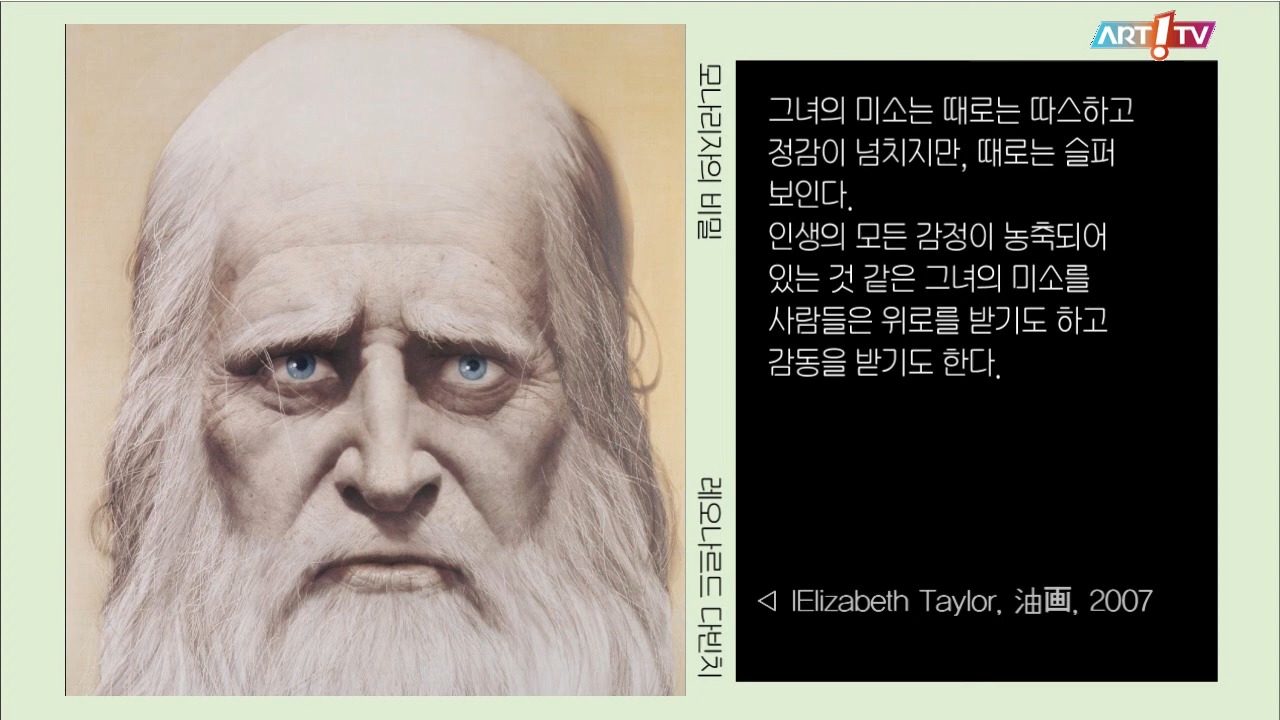 ART!TV
모나리자의 비밀
레오나르드 다빈치
그녀의 미소는 때로는 따스하고
정감이 넘치지만, 때로는 슬퍼
보인다.
인생의 모든 감정이 농축되어
있는 것 같은 그녀의 미소를
사람들은 위로를 받기도 하고
감동을 받기도 한다.
◁ lElizabeth Taylor, 油画, 2007